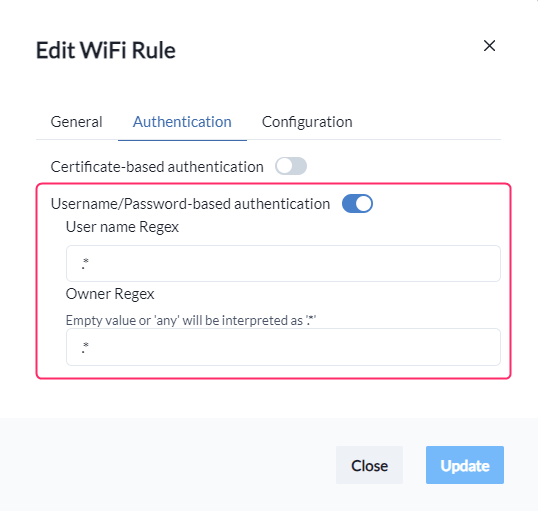 Edit WiFi Rule
General Authentication Configuration
Certificate-based authentication
Username/Password-based authentication
User name Regex
.*
Owner Regex
Empty value or 'any' will be interpreted as '.*'
.*
Close Update